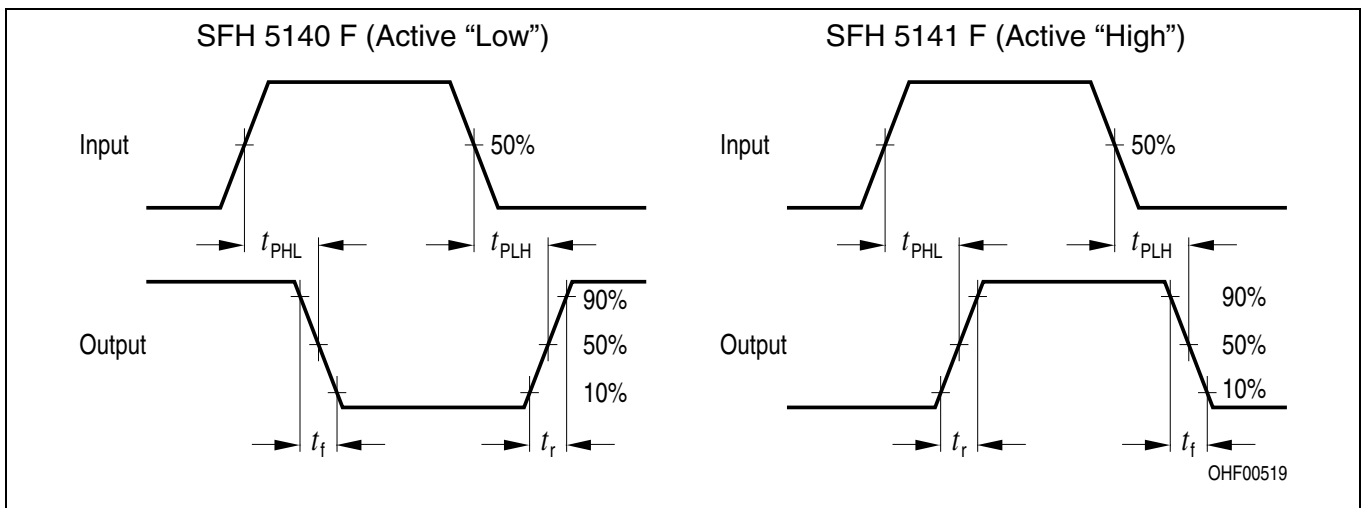 SFH 5140 F (Active “Low”)
Input
50%
tPHL
tPLH
Output
90%
50%
10%
tf
tr
SFH 5141 F (Active “High”)
Input
50%
tPHL
tPLH
Output
90%
50%
10%
tr
tf
OHF00519